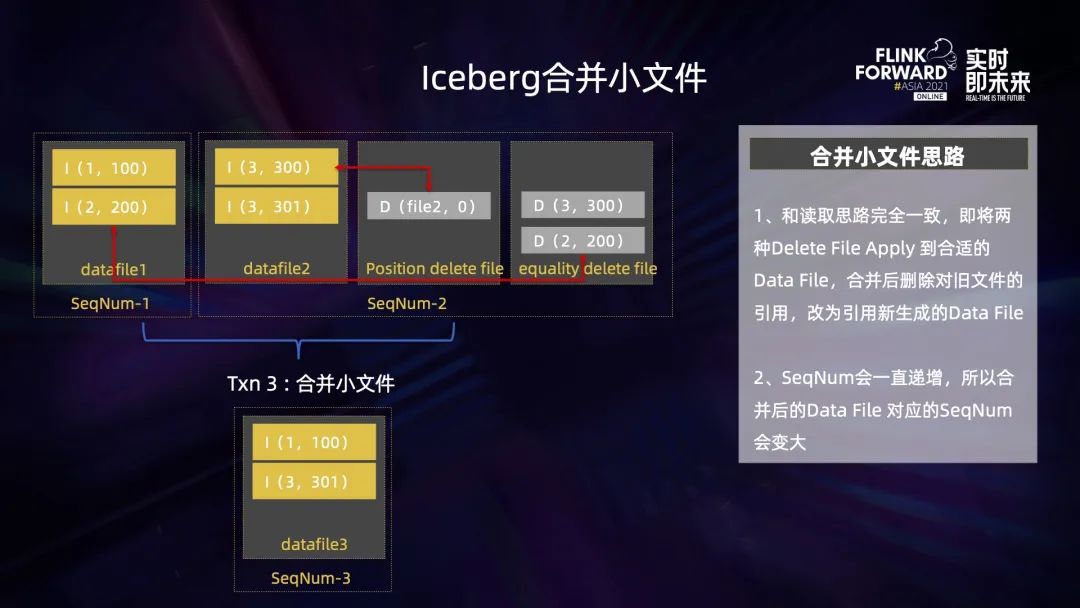 Iceberg合并小文件
FLINK
FORWARD
#ASIA 2021
ONLINE
实时
即未来
REAL-TIME IS THE FUTURE
I（1，100）
I（2，200）
datafile1
SeqNum-1
I（3，300）
I（3，301）
datafile2
D（file2，0）
Position delete file
D（3，300）
D（2，200）
equality delete file
SeqNum-2
Txn 3：合并小文件
I（1，100）
I（3，301）
datafile3
SeqNum-3
合并小文件思路
1、和读取思路完全一致，即将两
种Delete File Apply 到合适的
Data File，合并后删除对旧文件的
引用，改为引用新生成的Data File
2、SeqNum会一直递增，所以合
并后的Data File 对应的SeqNum
会变大